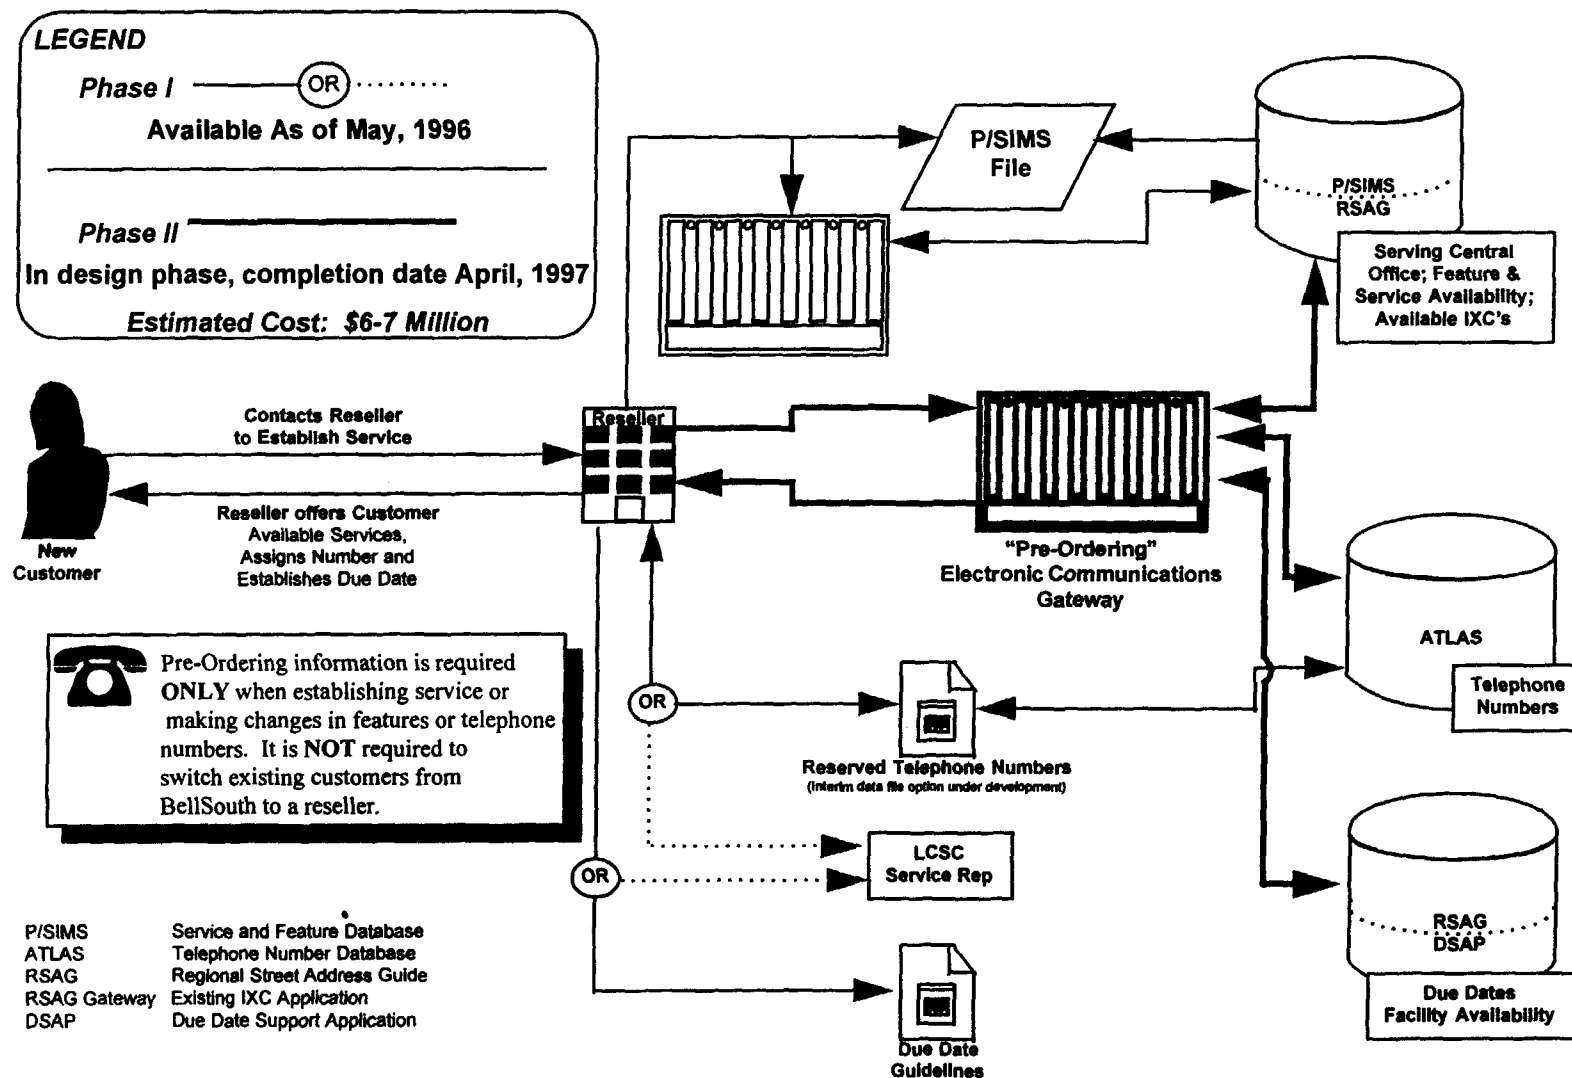 LEGEND
Phase I
OR
Available As of May, 1996
Phase II
In design phase, completion date April, 1997
Estimated Cost: $6-7 Million
P/SIMS
File
P/SIMS
RSAG
Serving Central
Office; Feature &
Service Availability;
Available IXC's
Contacts Reseller
to Establish Service
Reseller
Reseller offers Customer
Available Services,
Assigns Number and
Establishes Due Date
New
Customer
"Pre-Ordering"
Electronic Communications
Gateway
ATLAS
Telephone
Numbers
Pre-Ordering information is required
ONLY when establishing service or
making changes in features or telephone
numbers. It is NOT required to
switch existing customers from
BellSouth to a reseller.
OR
Reserved Telephone Numbers
(Interim data file option under development)
LCSC
Service Rep
OR
RSAG
DSAP
Due Dates
Facility Availability
Due Date
Guidelines
P/SIMS Service and Feature Database
ATLAS Telephone Number Database
RSAG Regional Street Address Guide
RSAG Gateway Existing IXC Application
DSAP Due Date Support Application